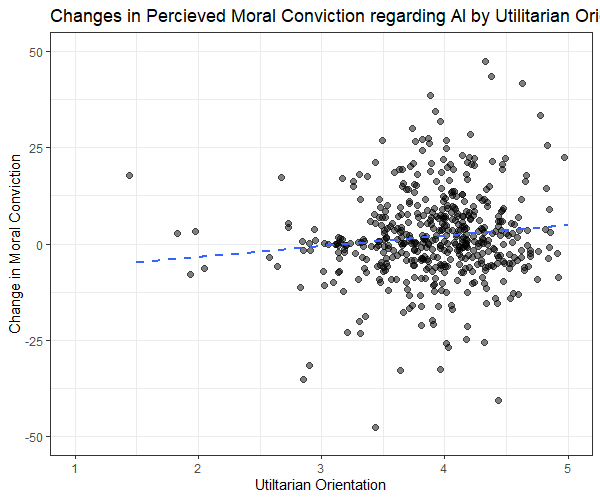 Changes in Percieved Moral Conviction regarding AI by Utilitarian Ori
50
25
0
-25
-50
Change in Moral Conviction
1 2 3 4 5
Utiltarian Orientation